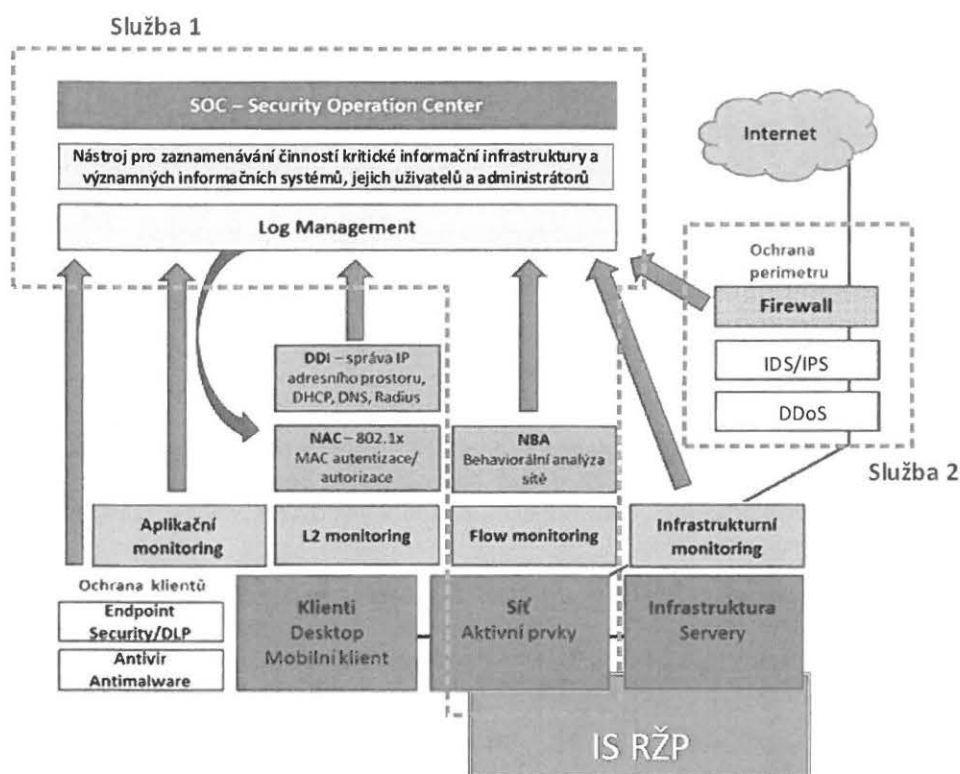 Služba 1
SOC – Security Operation Center
Nástroj pro zaznamenávání činností kritické informační infrastruktury a
významných informačních systémů, jejich uživatelů a administrátorů
Log Management
Internet
Ochrana
perimetru
Firewall
IDS/IPS
DDoS
Služba 2
DDI – správa IP
adresního prostoru,
DHCP, DNS, Radius
NAC – 802.1x
MAC autentizace/
autorizace
NBA
Behaviorální analýza
sítě
Aplikační
monitoring
L2 monitoring
Flow monitoring
Infrastrukturní
monitoring
Ochrana klientů
Endpoint
Security/DLP
Antivir
Antimalware
Klienti
Desktop
Mobilní klient
Síť
Aktivní prvky
Infrastruktura
Servery
IS RŽP